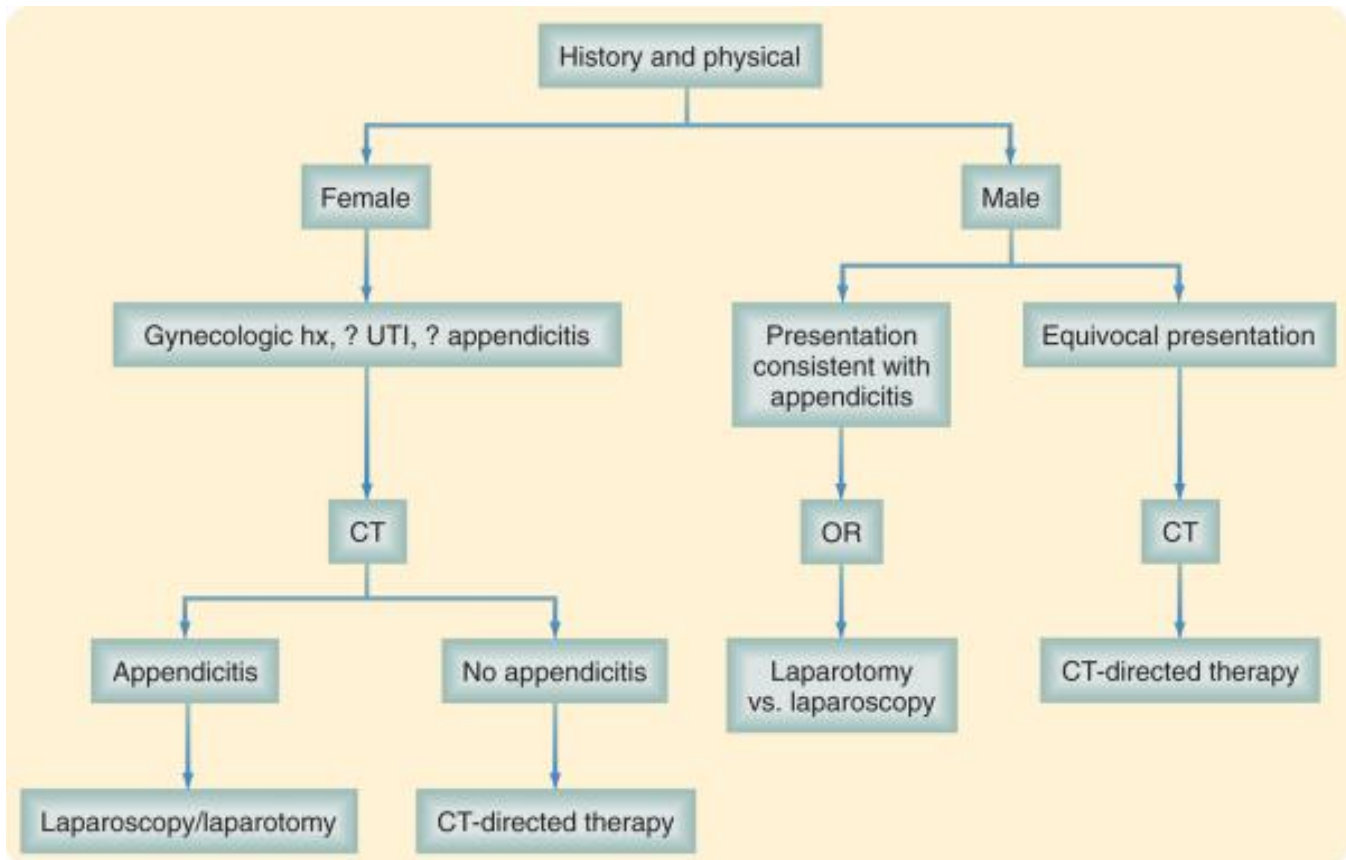 History and physical
Female
Male
Gynecologic hx, ? UTI, ? appendicitis
Presentation
consistent with
appendicitis
Equivocal presentation
CT
OR
CT
Appendicitis
No appendicitis
Laparotomy
vs. laparoscopy
CT-directed therapy
Laparoscopy/laparotomy
CT-directed therapy